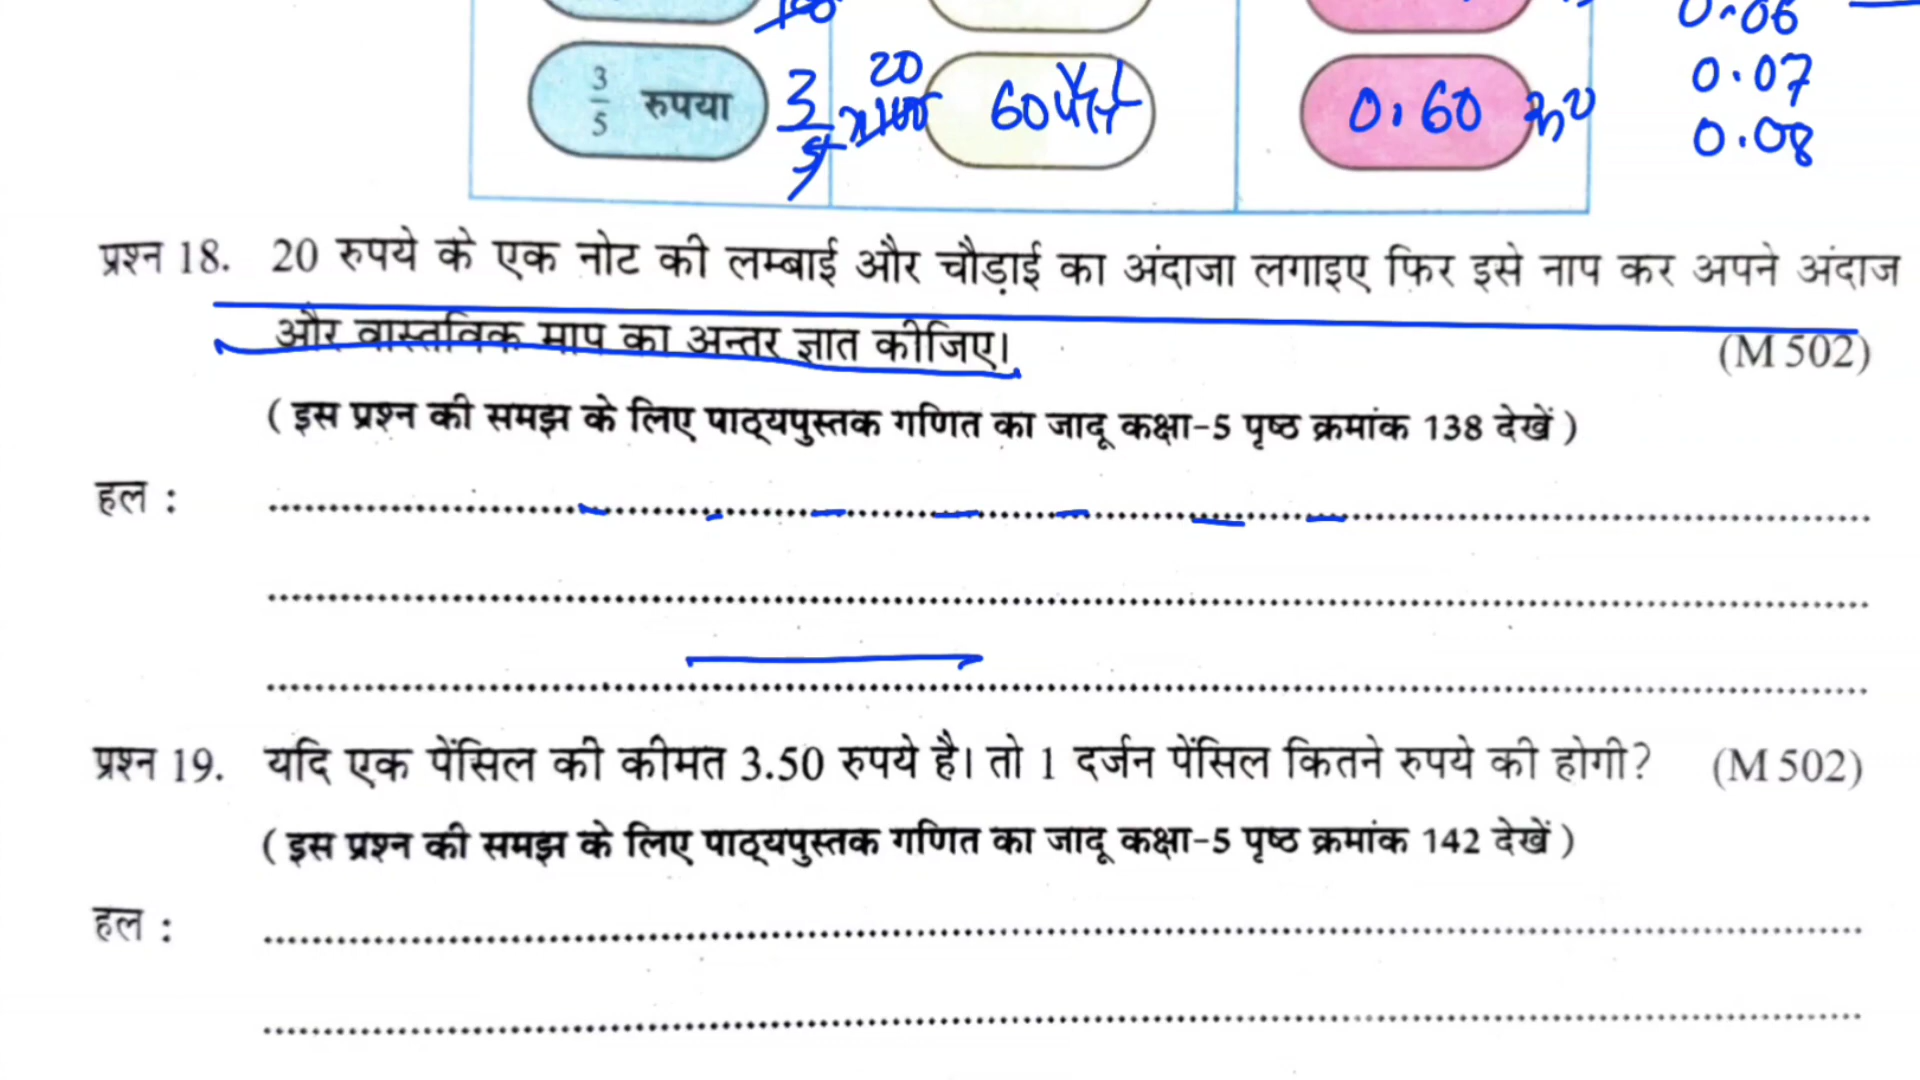 0.06
3/5 रुपया 3/5 x100 20 60 पैसे 0.60 रु0 0.07
0.08
प्रश्न 18. 20 रुपये के एक नोट की लम्बाई और चौड़ाई का अंदाजा लगाइए फिर इसे नाप कर अपने अंदाज
और वास्तविक माप का अन्तर ज्ञात कीजिए। (M 502)
( इस प्रश्न की समझ के लिए पाठ्यपुस्तक गणित का जादू कक्षा-5 पृष्ठ क्रमांक 138 देखें )
हल :
प्रश्न 19. यदि एक पेंसिल की कीमत 3.50 रुपये है। तो 1 दर्जन पेंसिल कितने रुपये की होगी? (M 502)
( इस प्रश्न की समझ के लिए पाठ्यपुस्तक गणित का जादू कक्षा-5 पृष्ठ क्रमांक 142 देखें )
हल :